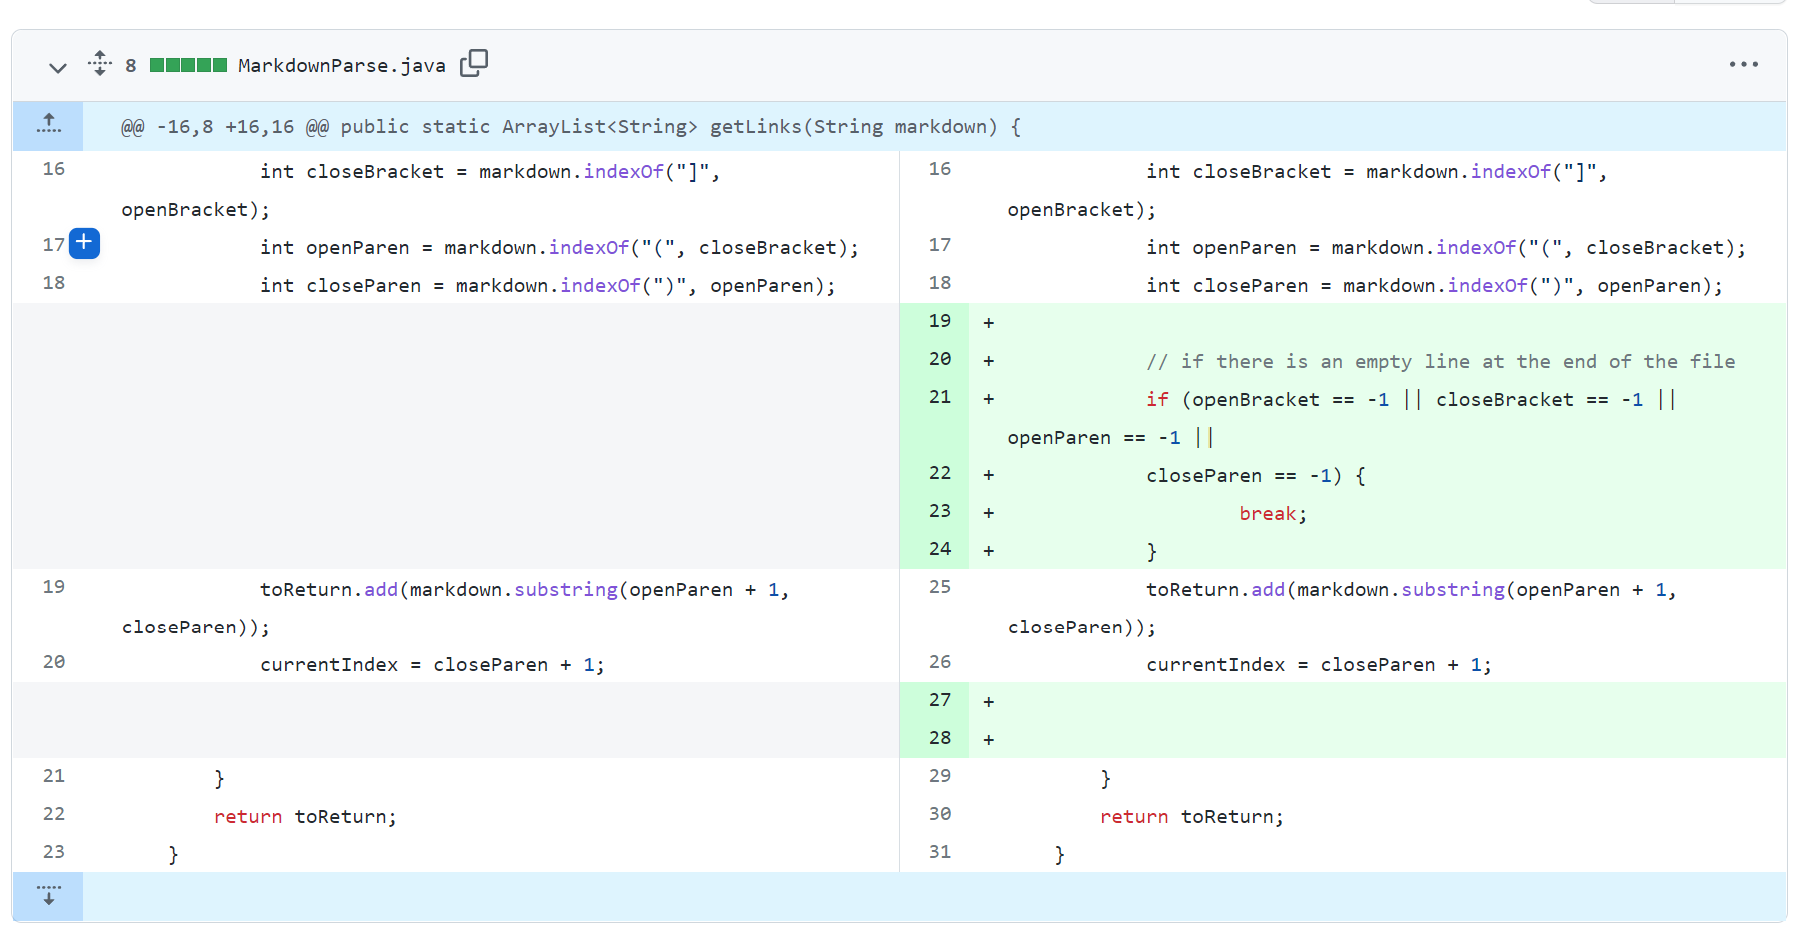 8 MarkdownParse.java
@@ -16,8 +16,16 @@ public static ArrayList<String> getLinks(String markdown) {
16 int closeBracket = markdown.indexOf("]",
openBracket);
17 int openParen = markdown.indexOf("(", closeBracket);
18 int closeParen = markdown.indexOf(")", openParen);
19 toReturn.add(markdown.substring(openParen + 1,
closeParen));
20 currentIndex = closeParen + 1;
21 }
22 return toReturn;
23 }
16 int closeBracket = markdown.indexOf("]",
openBracket);
17 int openParen = markdown.indexOf("(", closeBracket);
18 int closeParen = markdown.indexOf(")", openParen);
19 +
20 + // if there is an empty line at the end of the file
21 + if (openBracket == -1 || closeBracket == -1 ||
openParen == -1 ||
22 + closeParen == -1) {
23 + break;
24 + }
25 toReturn.add(markdown.substring(openParen + 1,
closeParen));
26 currentIndex = closeParen + 1;
27 +
28 +
29 }
30 return toReturn;
31 }